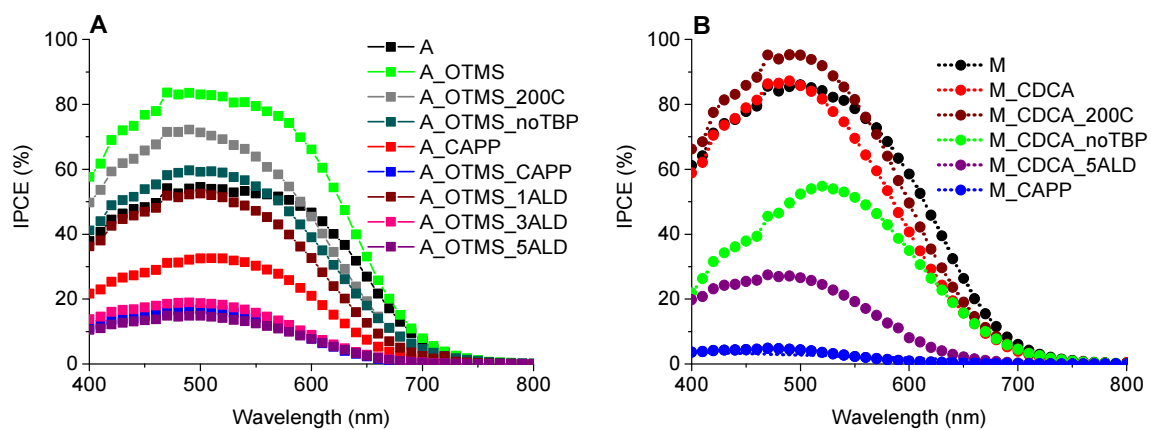 A
100
80
60
40
20
0
IPCE (%)
400 500 600 700 800
Wavelength (nm)
A
A_OTMS
A_OTMS_200C
A_OTMS_noTBP
A_CAPP
A_OTMS_CAPP
A_OTMS_1ALD
A_OTMS_3ALD
A_OTMS_5ALD
B
100
80
60
40
20
0
IPCE (%)
400 500 600 700 800
Wavelength (nm)
M
M_CDCA
M_CDCA_200C
M_CDCA_noTBP
M_CDCA_5ALD
M_CAPP